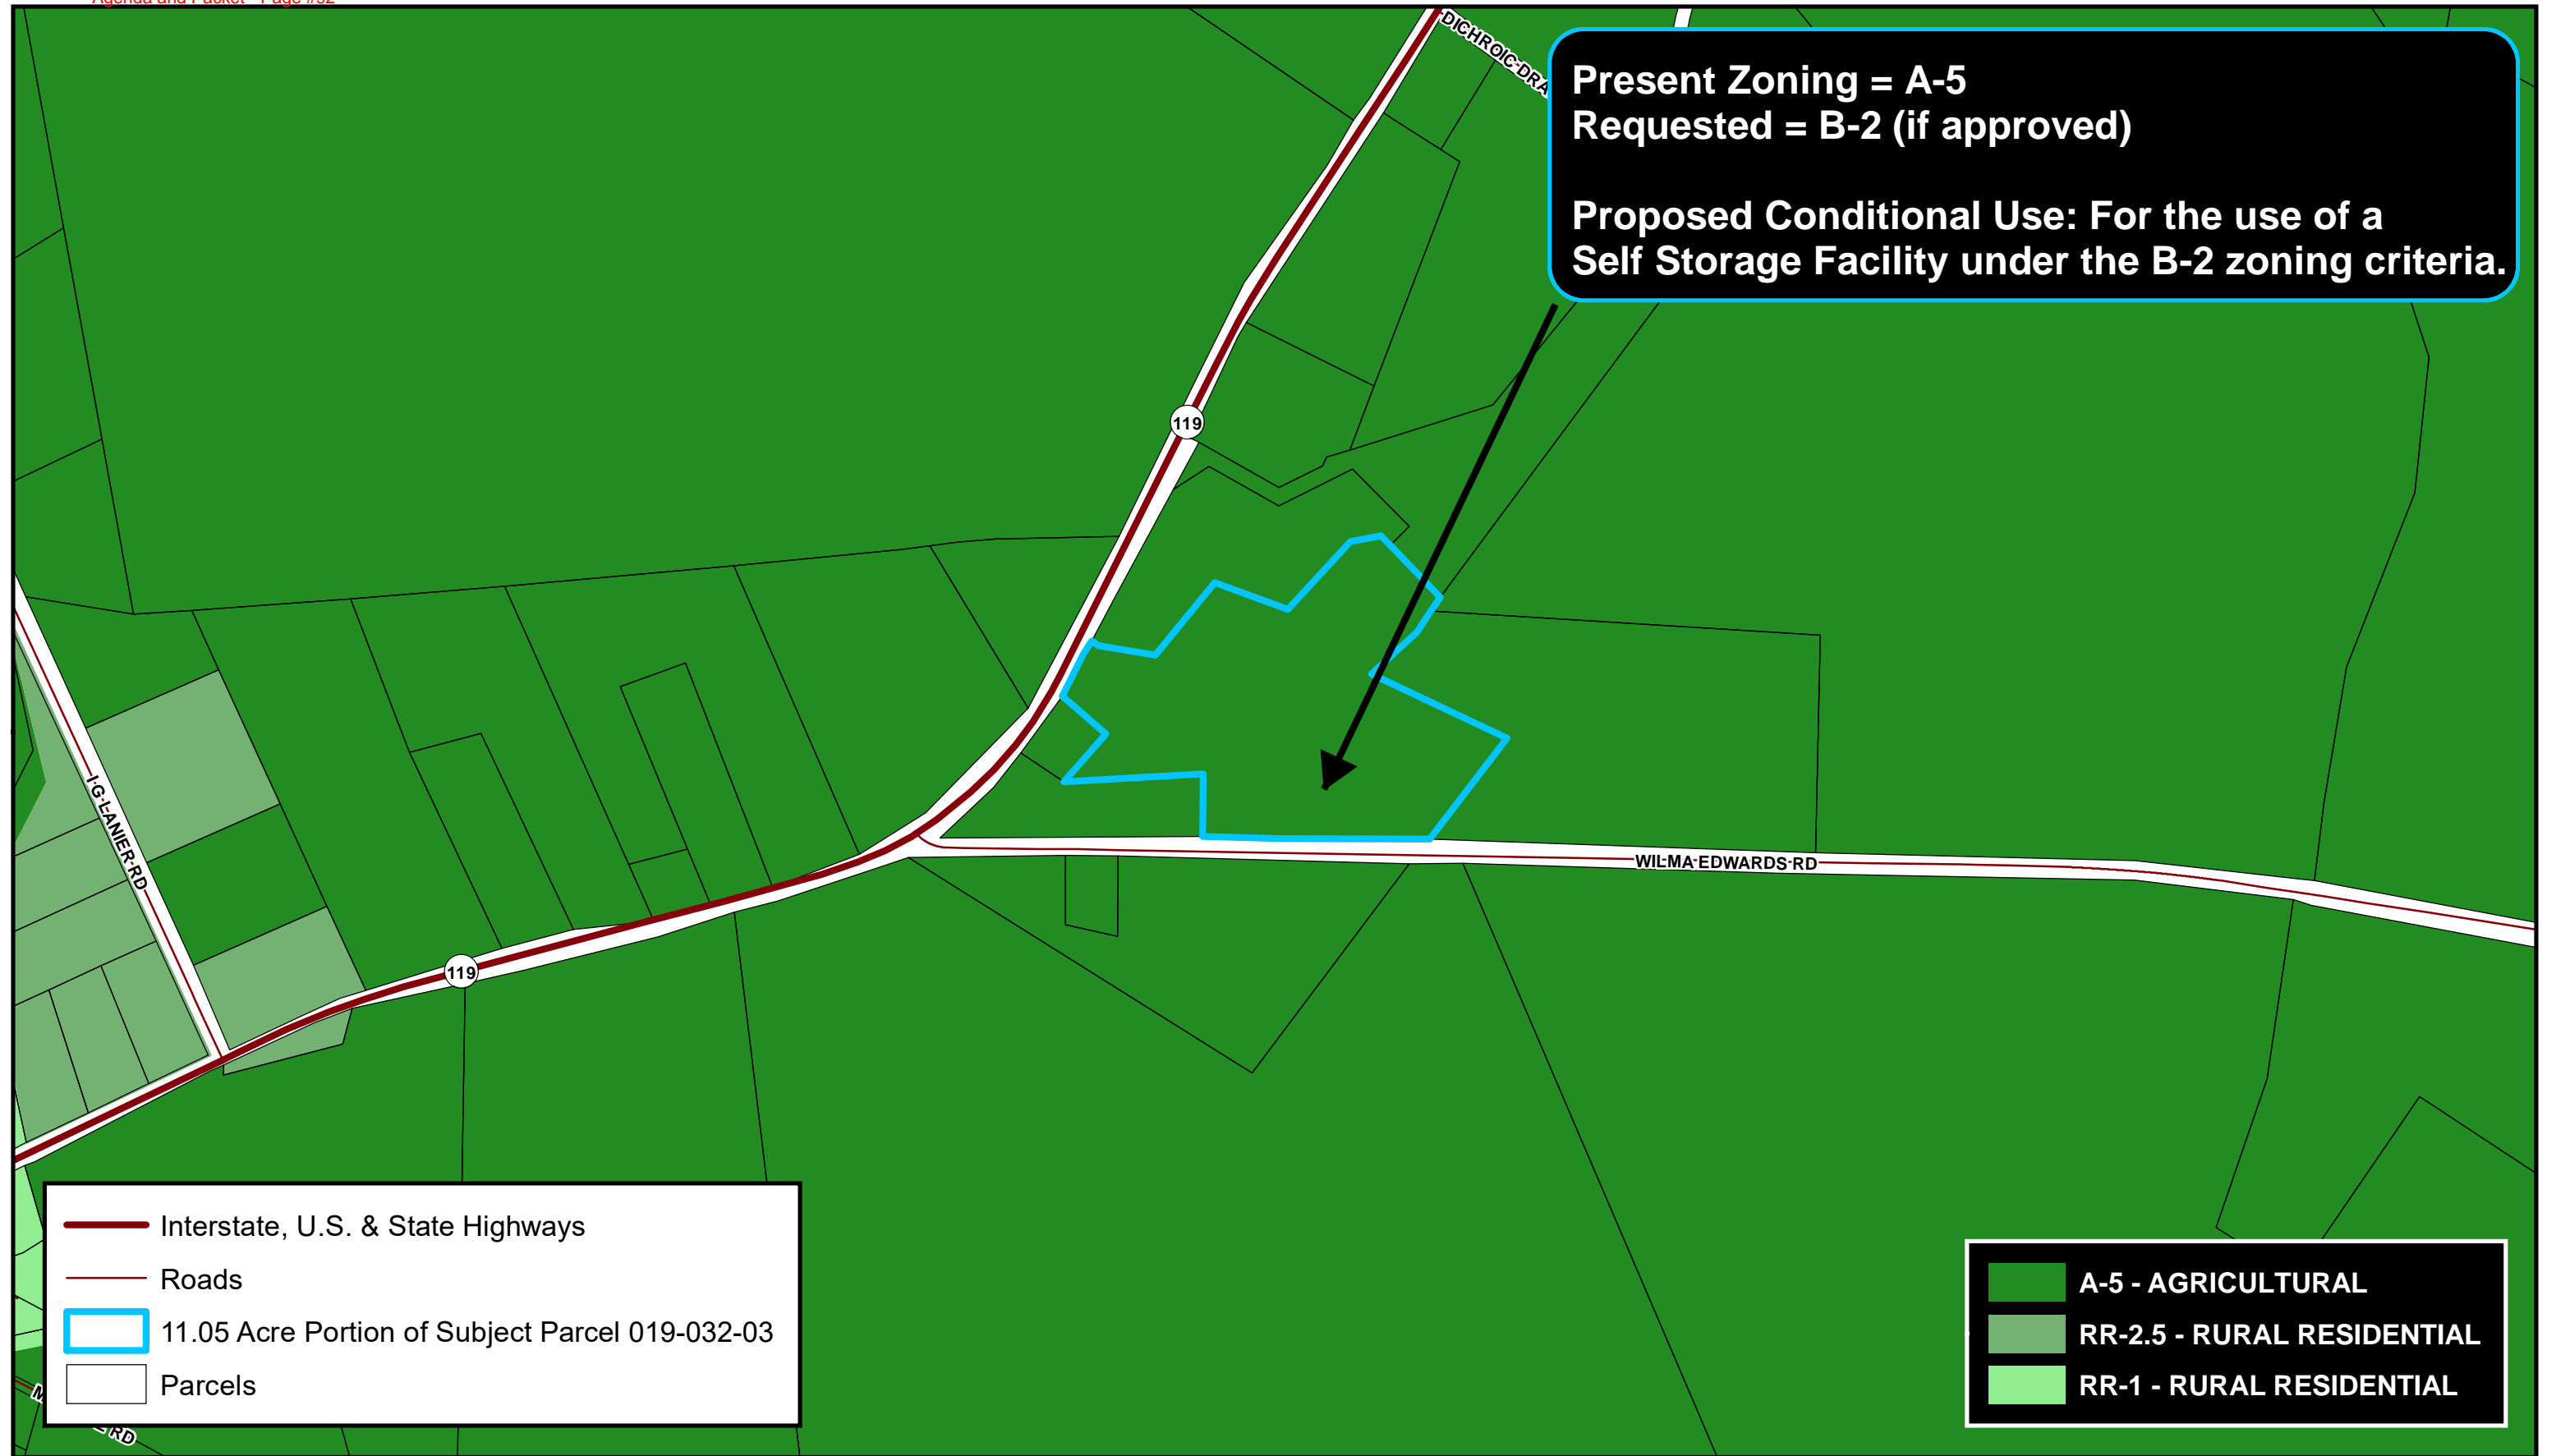 DICHROIC DRA
Present Zoning = A-5
Requested = B-2 (if approved)
Proposed Conditional Use: For the use of a
Self Storage Facility under the B-2 zoning criteria.
119
I G LANIER RD
WILMA EDWARDS RD
119
Interstate, U.S. & State Highways
Roads
11.05 Acre Portion of Subject Parcel 019-032-03
Parcels
A-5 - AGRICULTURAL
RR-2.5 - RURAL RESIDENTIAL
RR-1 - RURAL RESIDENTIAL
RD